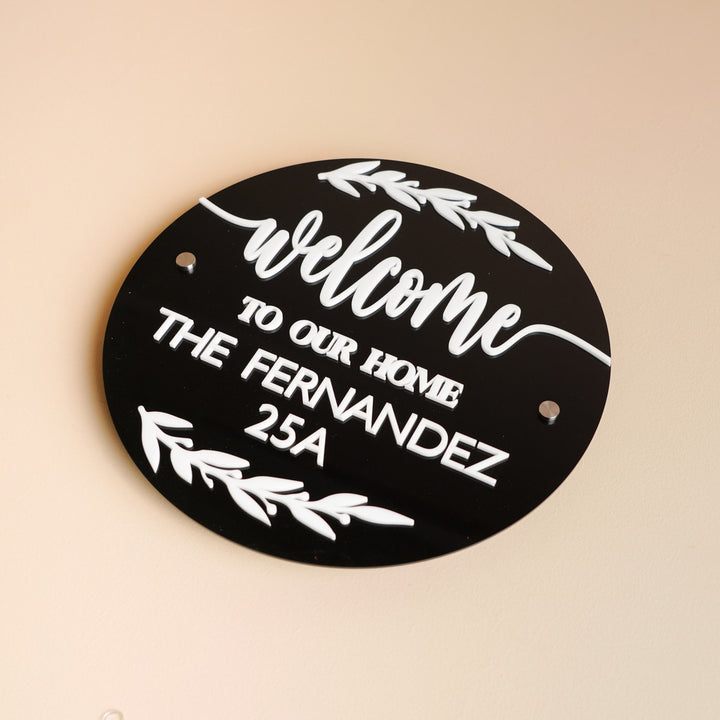 welcome
TO OUR HOME
THE FERNANDEZ
25A